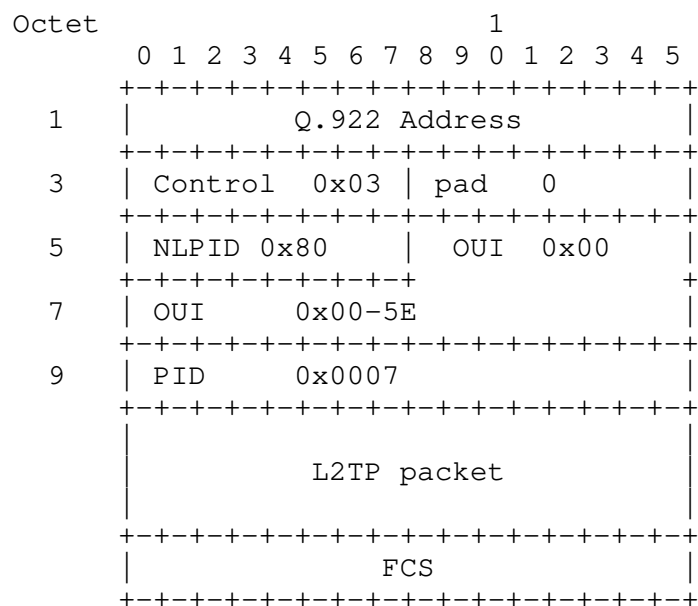 Octet                      1
       0 1 2 3 4 5 6 7 8 9 0 1 2 3 4 5
      +-+-+-+-+-+-+-+-+-+-+-+-+-+-+-+-+
  1   |         Q.922 Address         |
      +-+-+-+-+-+-+-+-+-+-+-+-+-+-+-+-+
  3   | Control  0x03 | pad   0       |
      +-+-+-+-+-+-+-+-+-+-+-+-+-+-+-+-+
  5   | NLPID 0x80    |  OUI  0x00    |
      +-+-+-+-+-+-+-+-+               +
  7   | OUI     0x00-5E               |
      +-+-+-+-+-+-+-+-+-+-+-+-+-+-+-+-+
  9   | PID     0x0007                |
      +-+-+-+-+-+-+-+-+-+-+-+-+-+-+-+-+
      |                               |
      |          L2TP packet          |
      |                               |
      +-+-+-+-+-+-+-+-+-+-+-+-+-+-+-+-+
      |              FCS              |
      +-+-+-+-+-+-+-+-+-+-+-+-+-+-+-+-+